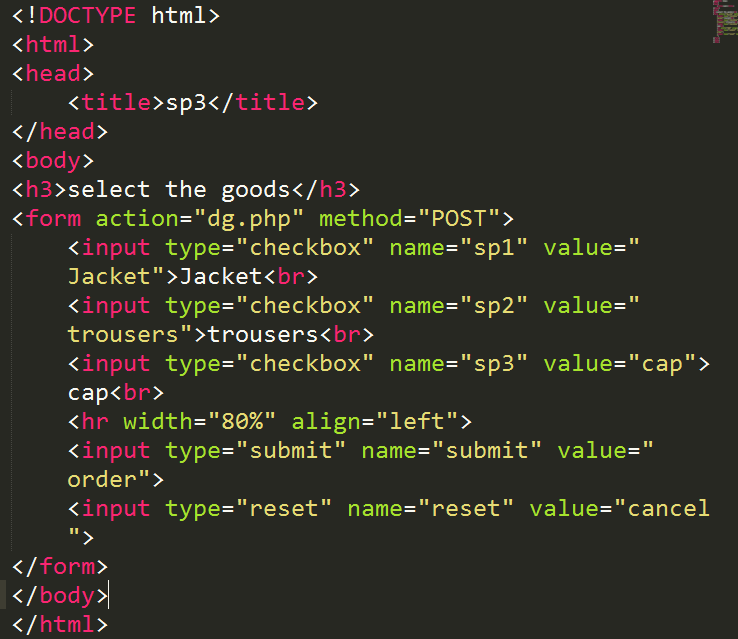 <!DOCTYPE html>
<html>
<head>
    <title>sp3</title>
</head>
<body>
<h3>select the goods</h3>
<form action="dg.php" method="POST">
    <input type="checkbox" name="sp1" value="
    Jacket">Jacket<br>
    <input type="checkbox" name="sp2" value="
    trousers">trousers<br>
    <input type="checkbox" name="sp3" value="cap">
    cap<br>
    <hr width="80%" align="left">
    <input type="submit" name="submit" value="
    order">
    <input type="reset" name="reset" value="cancel
    ">
</form>
</body>
</html>